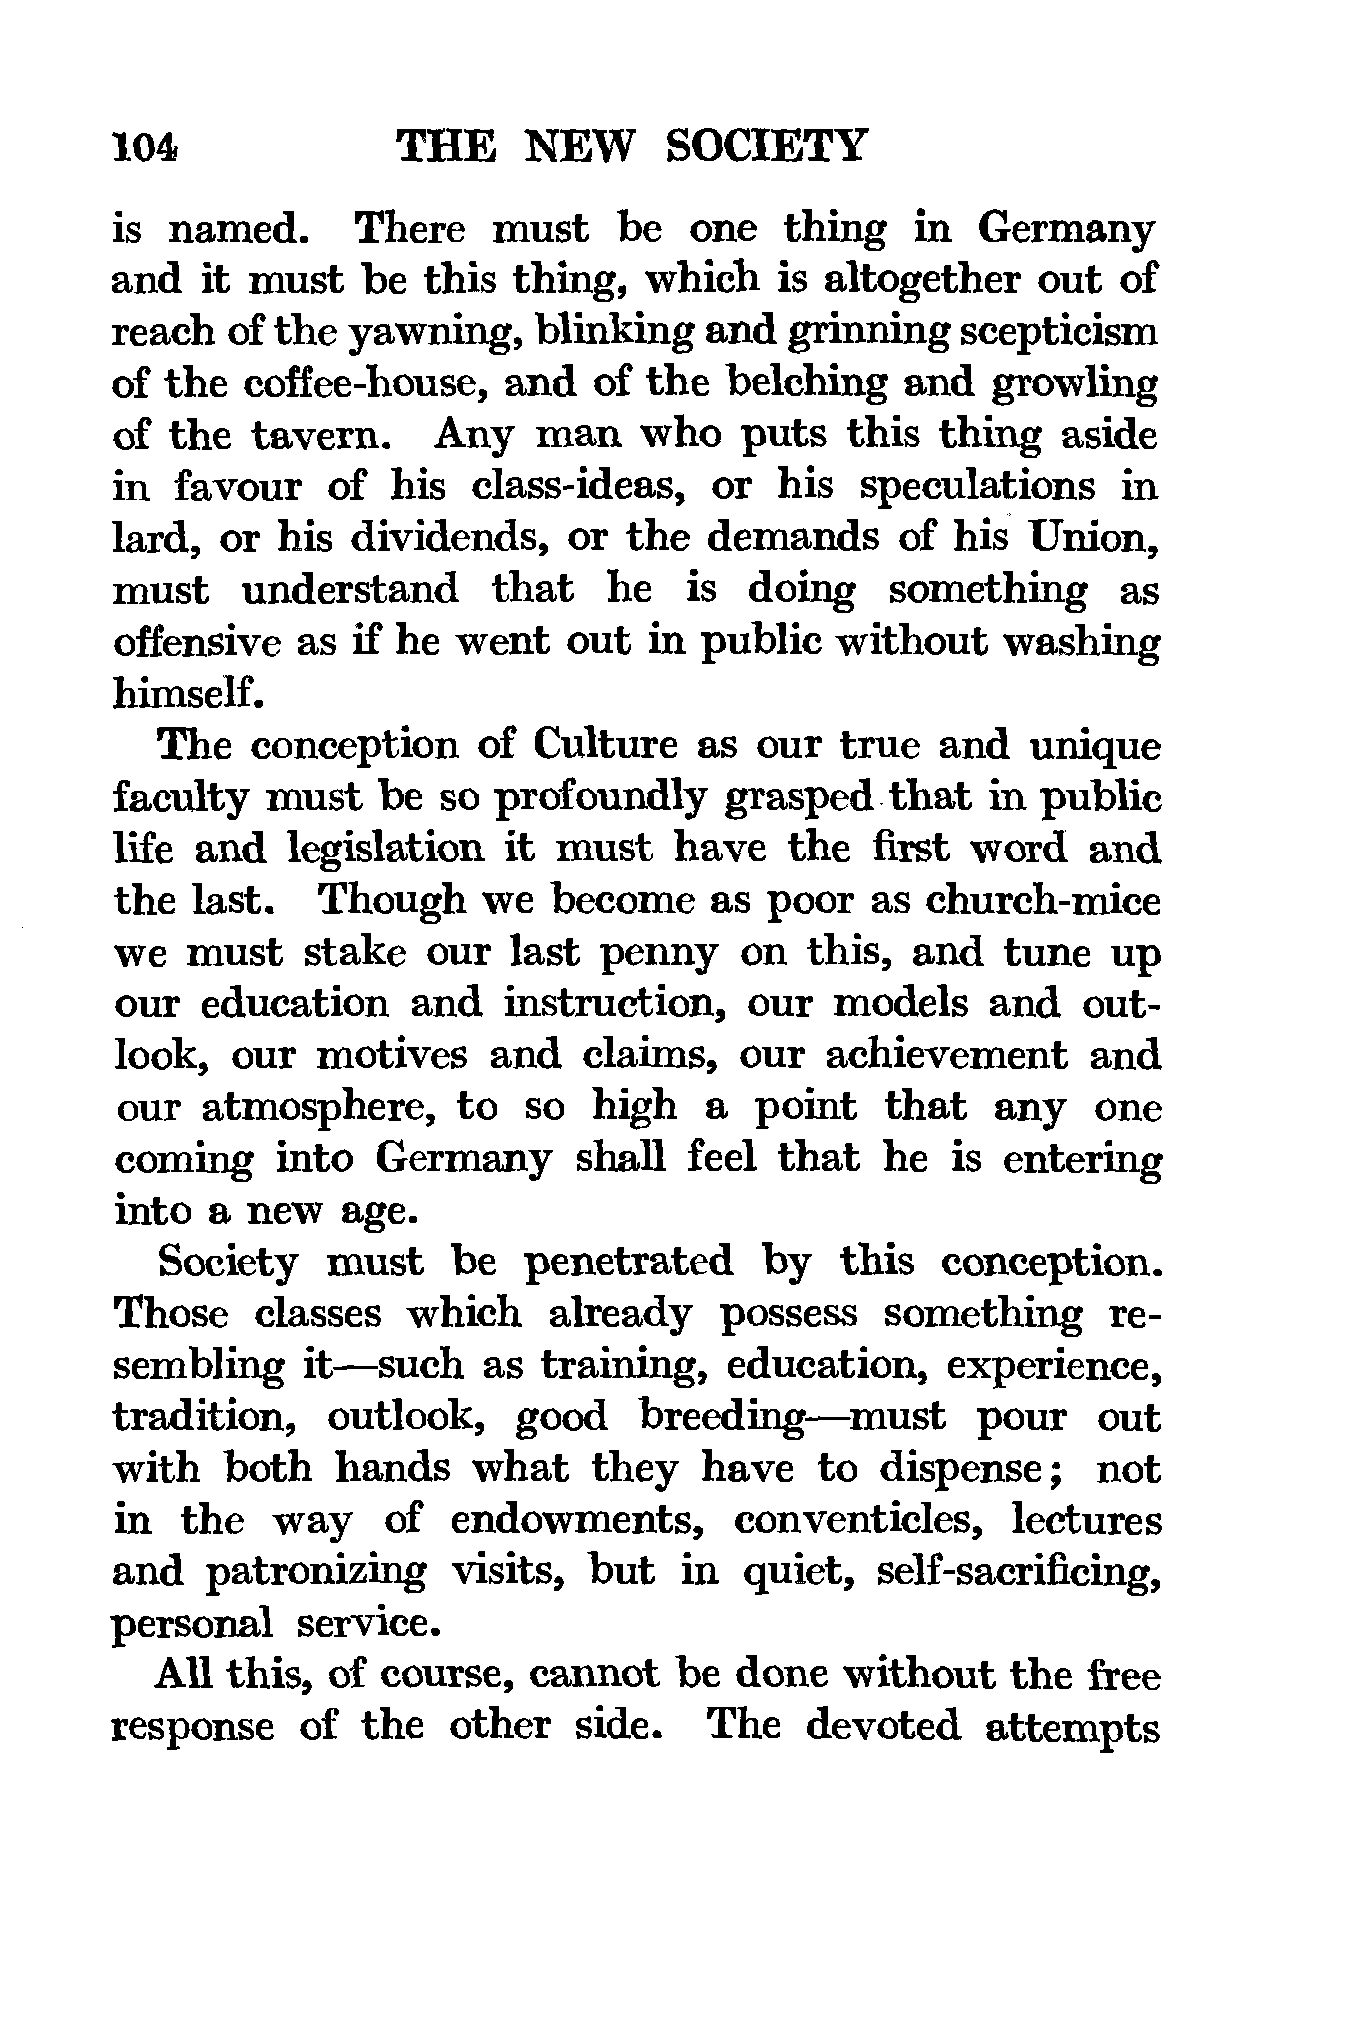 104 THE NEW SOCIETY
is named. There must be one thing in Germany
and it must be this thing, which is altogether out of
reach of the yawning, blinking and grinning scepticism
of the coffee-house, and of the belching and growling
of the tavern. Any man who puts this thing aside
in favour of his class-ideas, or his speculations in
lard, or his dividends, or the demands of his Union,
must understand that he is doing something as
offensive as if he went out in public without washing
himself.
The conception of Culture as our true and unique
faculty must be so profoundly grasped that in public
life and legislation it must have the first word and
the last. Though we become as poor as church-mice
we must stake our last penny on this, and tune up
our education and instruction, our models and out-
look, our motives and claims, our achievement and
our atmosphere, to so high a point that any one
coming into Germany shall feel that he is entering
into a new age.
Society must be penetrated by this conception.
Those classes which already possess something re-
sembling it—such as training, education, experience,
tradition, outlook, good breeding—must pour out
with both hands what they have to dispense; not
in the way of endowments, conventicles, lectures
and patronizing visits, but in quiet, self-sacrificing,
personal service.
All this, of course, cannot be done without the free
response of the other side. The devoted attempts